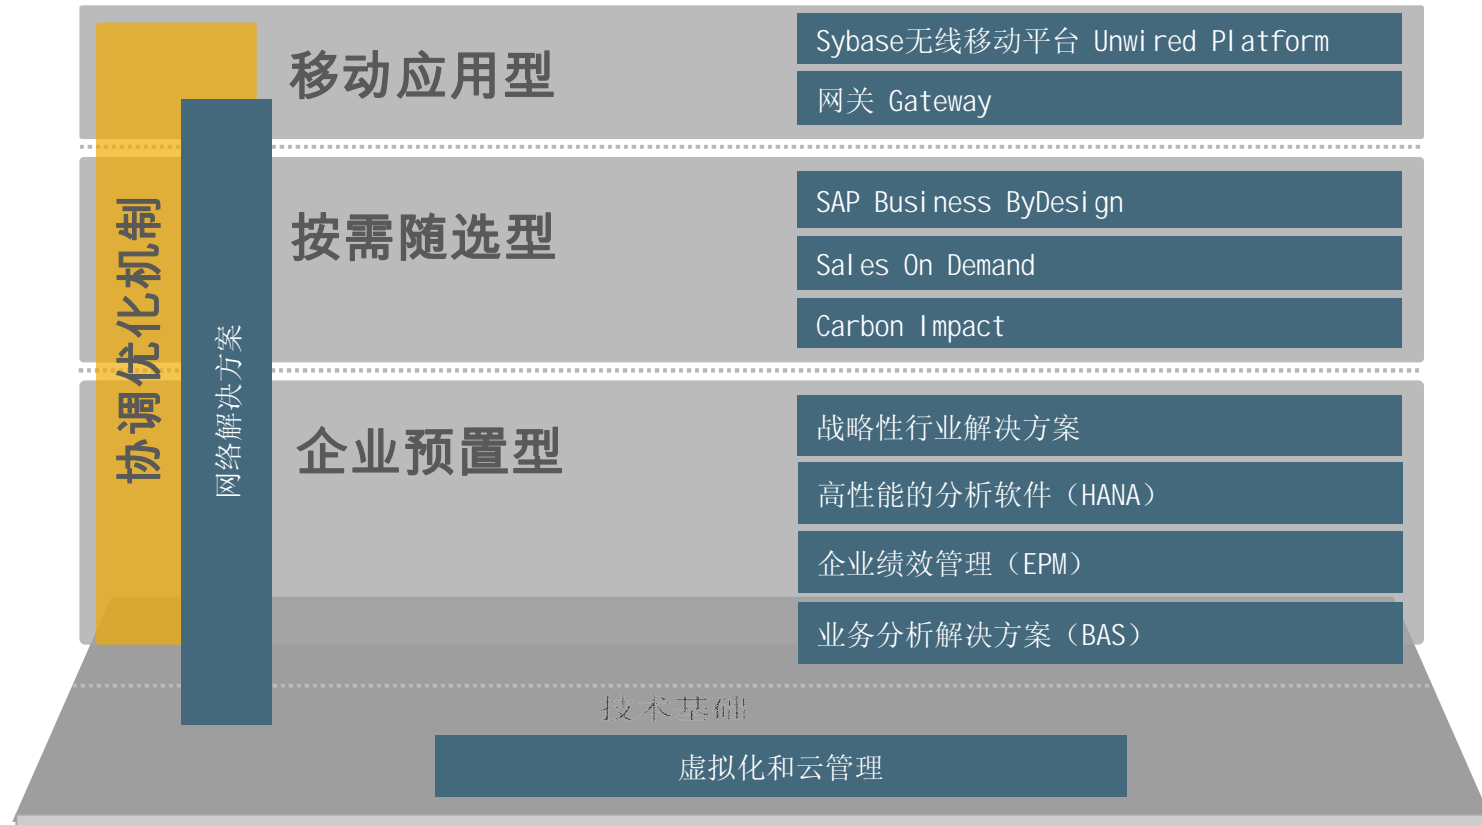 移动应用型
Sybase无线移动平台 Unwired Platform
网关 Gateway
按需随选型
SAP Business ByDesign
Sales On Demand
Carbon Impact
协调优化机制
网络解决方案
企业预置型
战略性行业解决方案
高性能的分析软件（HANA）
企业绩效管理（EPM）
业务分析解决方案（BAS）
技术基础
虚拟化和云管理